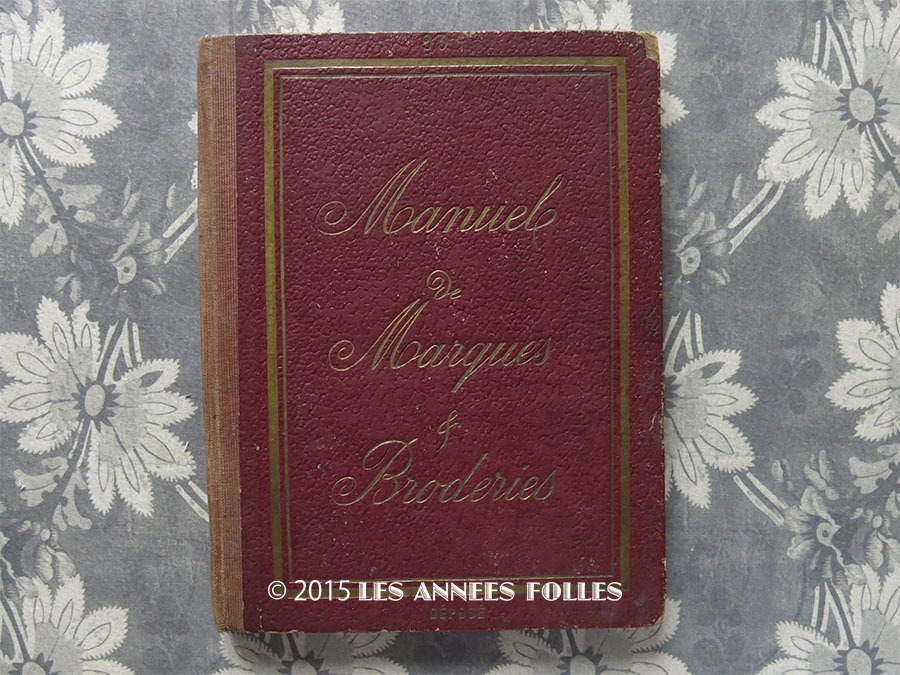 Manuel
de
Marques
&
Broderies
© 2015 LES ANNEES FOLLES
DÉPOSÉ